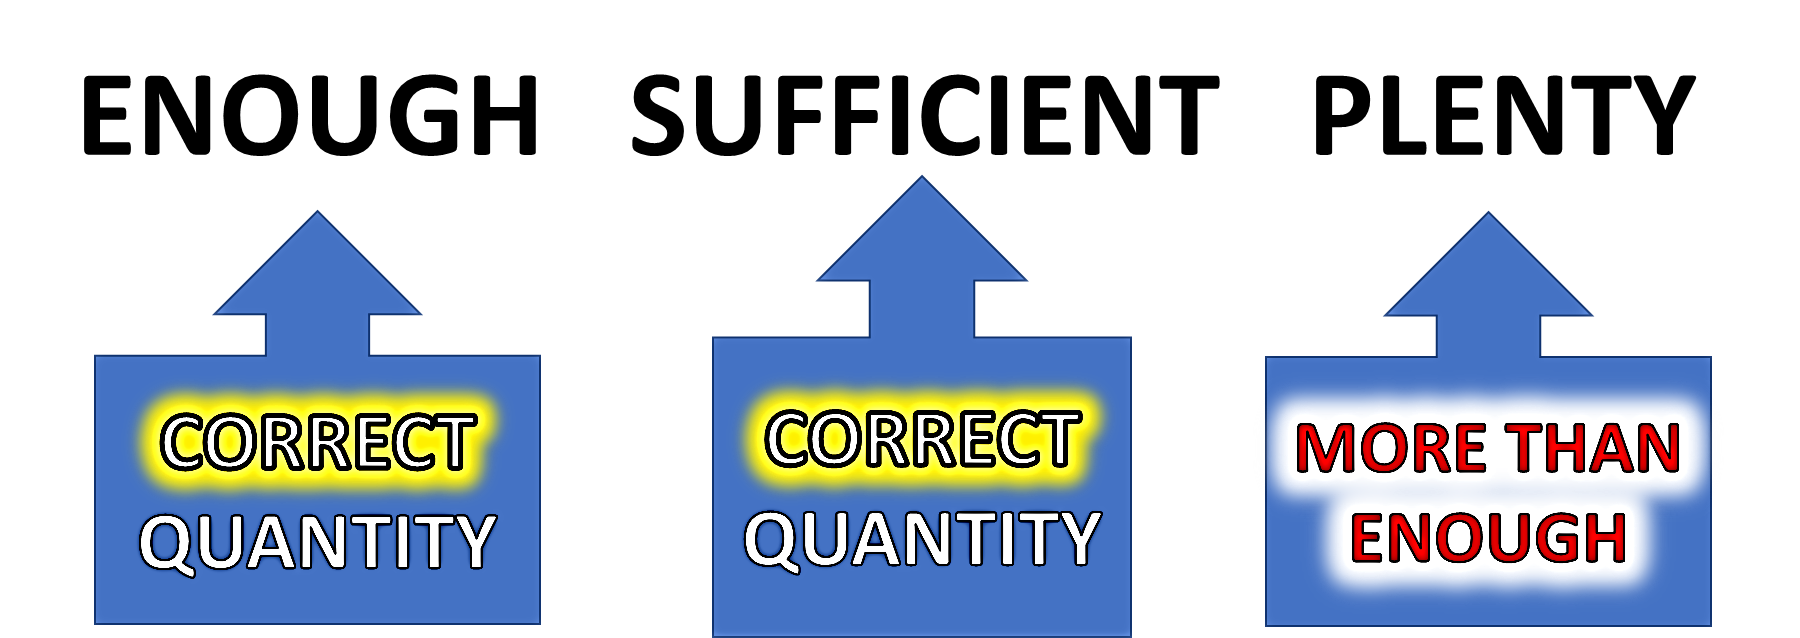 ENOUGH SUFFICIENT PLENTY
CORRECT
QUANTITY
CORRECT
QUANTITY
MORE THAN
ENOUGH